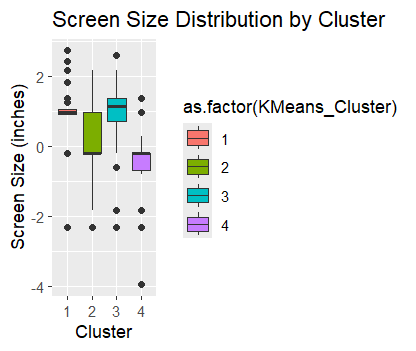 Screen Size Distribution by Cluster
Screen Size (inches)
2
0
-2
-4
1 2 3 4
Cluster
as.factor(KMeans_Cluster)
1
2
3
4